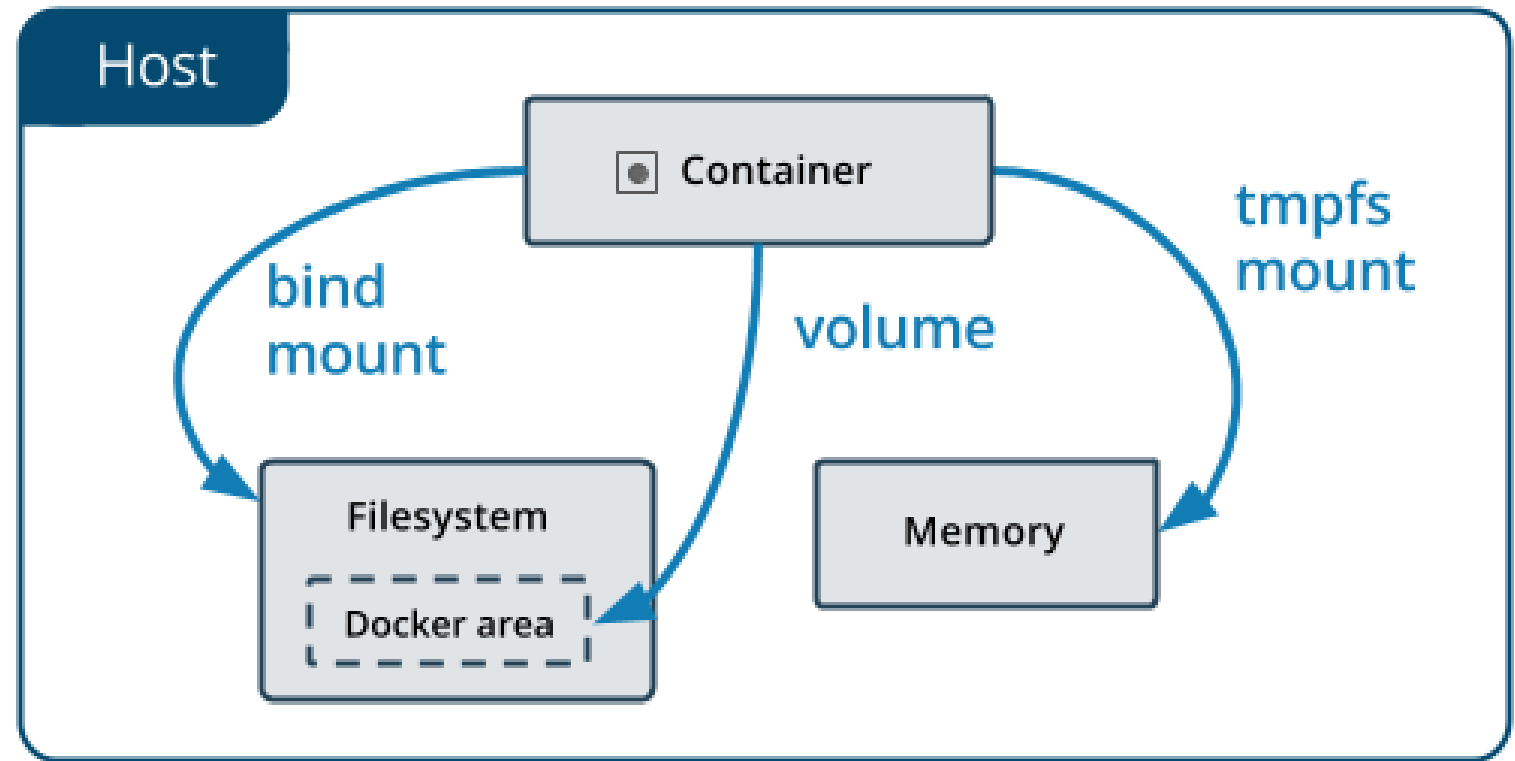 Host
Container
tmpfs
mount
bind
mount
volume
Filesystem
Memory
Docker area